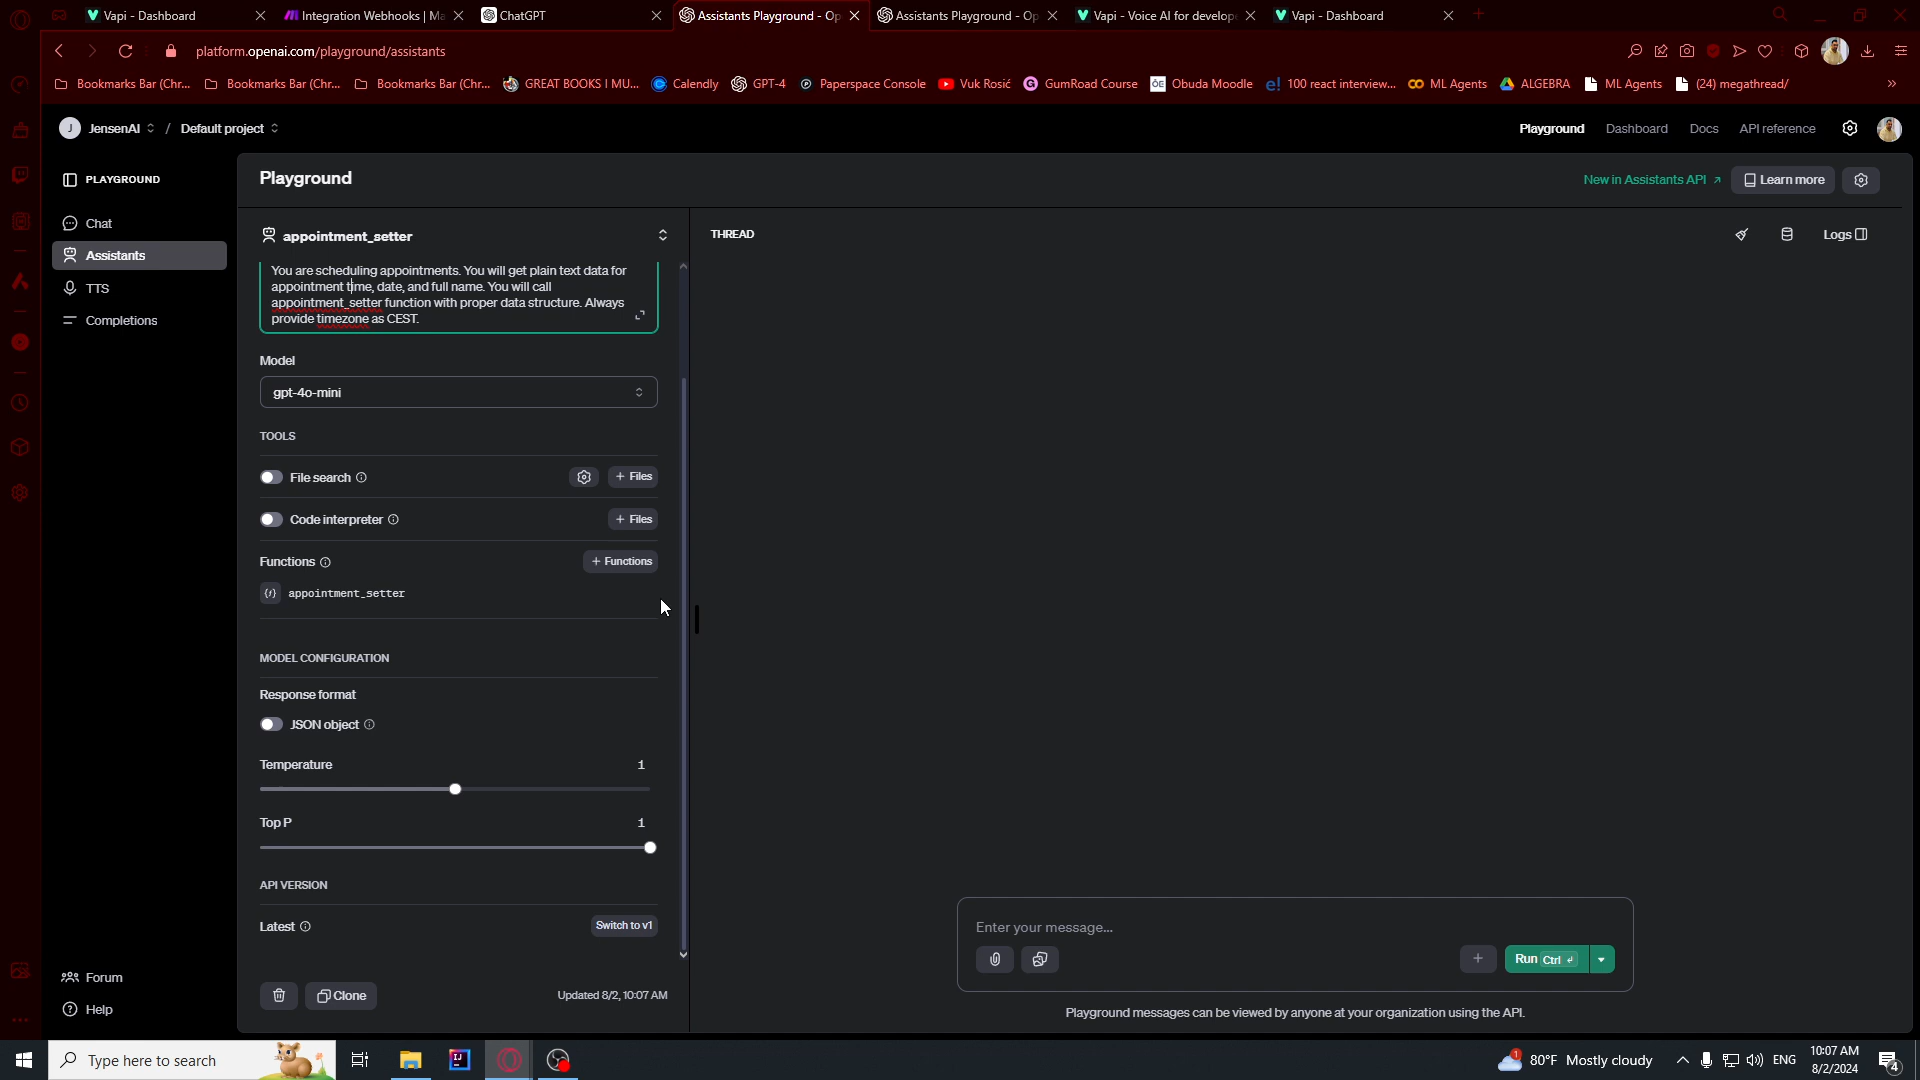 Vapi - Dashboard
Integration Webhooks | Ma
ChatGPT
Assistants Playground - Op
Assistants Playground - Op
Vapi - Voice AI for develop
Vapi - Dashboard
platform.openai.com/playground/assistants
Bookmarks Bar (Chr...
Bookmarks Bar (Chr...
Bookmarks Bar (Chr...
GREAT BOOKS I MU...
Calendly
GPT-4
Paperspace Console
Vuk Rosić
GumRoad Course
Obuda Moodle
100 react interview...
ML Agents
ALGEBRA
ML Agents
(24) megathread/
J JensenAI / Default project
Playground Dashboard Docs API reference
PLAYGROUND
Chat
Assistants
TTS
Completions
Forum
Help
Playground
New in Assistants API
Learn more
appointment_setter
You are scheduling appointments. You will get plain text data for
appointment time, date, and full name. You will call
appointment_setter function with proper data structure. Always
provide timezone as CEST.
Model
gpt-4o-mini
TOOLS
File search
+ Files
Code interpreter
+ Files
Functions
+ Functions
appointment_setter
MODEL CONFIGURATION
Response format
JSON object
Temperature 1
Top P 1
API VERSION
Latest
Switch to v1
Clone
Updated 8/2, 10:07 AM
THREAD
Logs
Enter your message...
Run Ctrl
Playground messages can be viewed by anyone at your organization using the API.
Type here to search
1
80°F Mostly cloudy
ENG
10:07 AM
8/2/2024
4